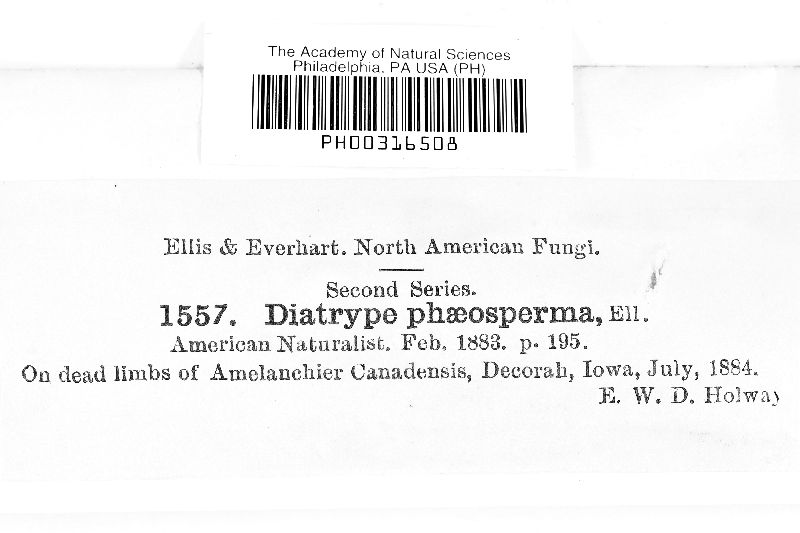 The Academy of Natural Sciences
Philadelphia, PA USA (PH)
PH00316508
Ellis & Everhart. North American Fungi.
Second Series.
1557. Diatrype phæosperma, Ell.
American Naturalist. Feb. 1883. p. 195.
On dead limbs of Amelanchier Canadensis, Decorah, Iowa, July, 1884.
E. W. D. Holway